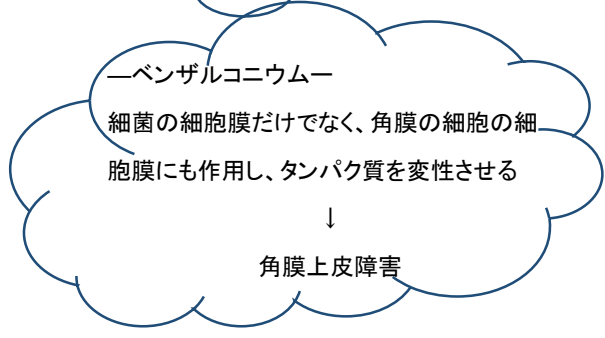 ―ベンザルコニウムー
細菌の細胞膜だけでなく、角膜の細胞の細
胞膜にも作用し、タンパク質を変性させる
↓
角膜上皮障害